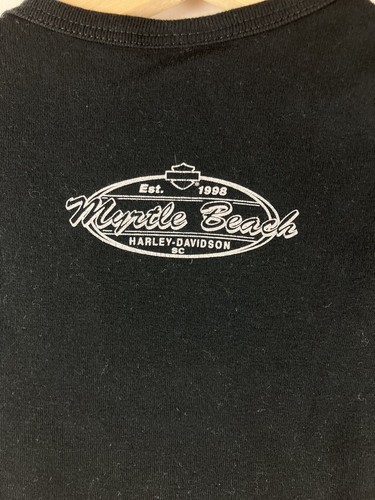 Est. 1998
Myrtle Beach
HARLEY-DAVIDSON
SC